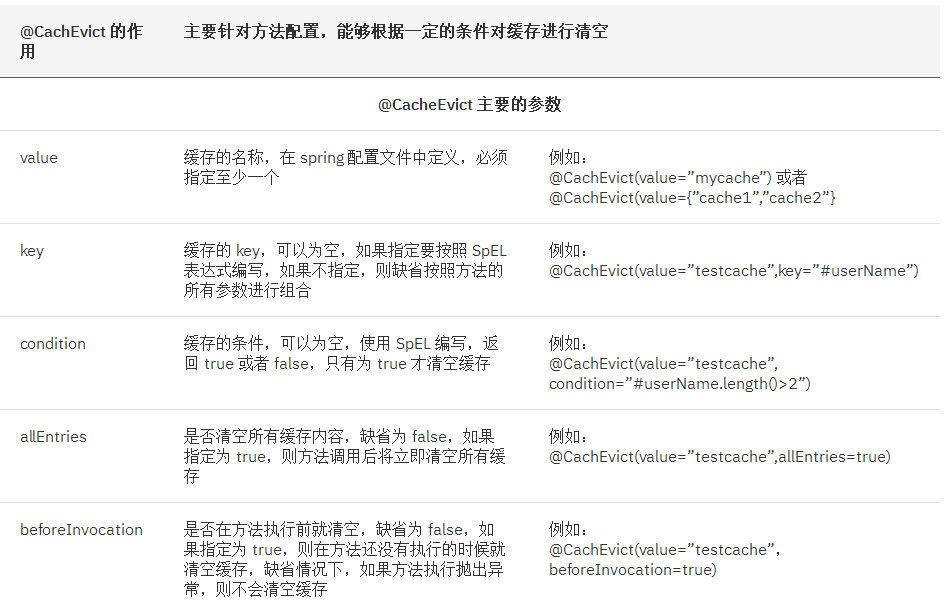 @CachEvict 的作
用
主要针对方法配置，能够根据一定的条件对缓存进行清空
@CacheEvict 主要的参数
value
缓存的名称，在 spring 配置文件中定义，必须
指定至少一个
例如：
@CachEvict(value=”mycache”) 或者
@CachEvict(value={”cache1”,”cache2”}
key
缓存的 key，可以为空，如果指定要按照 SpEL
表达式编写，如果不指定，则缺省按照方法的
所有参数进行组合
例如：
@CachEvict(value=”testcache”,key=”#userName”)
condition
缓存的条件，可以为空，使用 SpEL 编写，返
回 true 或者 false，只有为 true 才清空缓存
例如：
@CachEvict(value=”testcache”,
condition=”#userName.length()>2”)
allEntries
是否清空所有缓存内容，缺省为 false，如果
指定为 true，则方法调用后将立即清空所有缓
存
例如：
@CachEvict(value=”testcache”,allEntries=true)
beforeInvocation
是否在方法执行前就清空，缺省为 false，如
果指定为 true，则在方法还没有执行的时候就
清空缓存，缺省情况下，如果方法执行抛出异
常，则不会清空缓存
例如：
@CachEvict(value=”testcache”，
beforeInvocation=true)